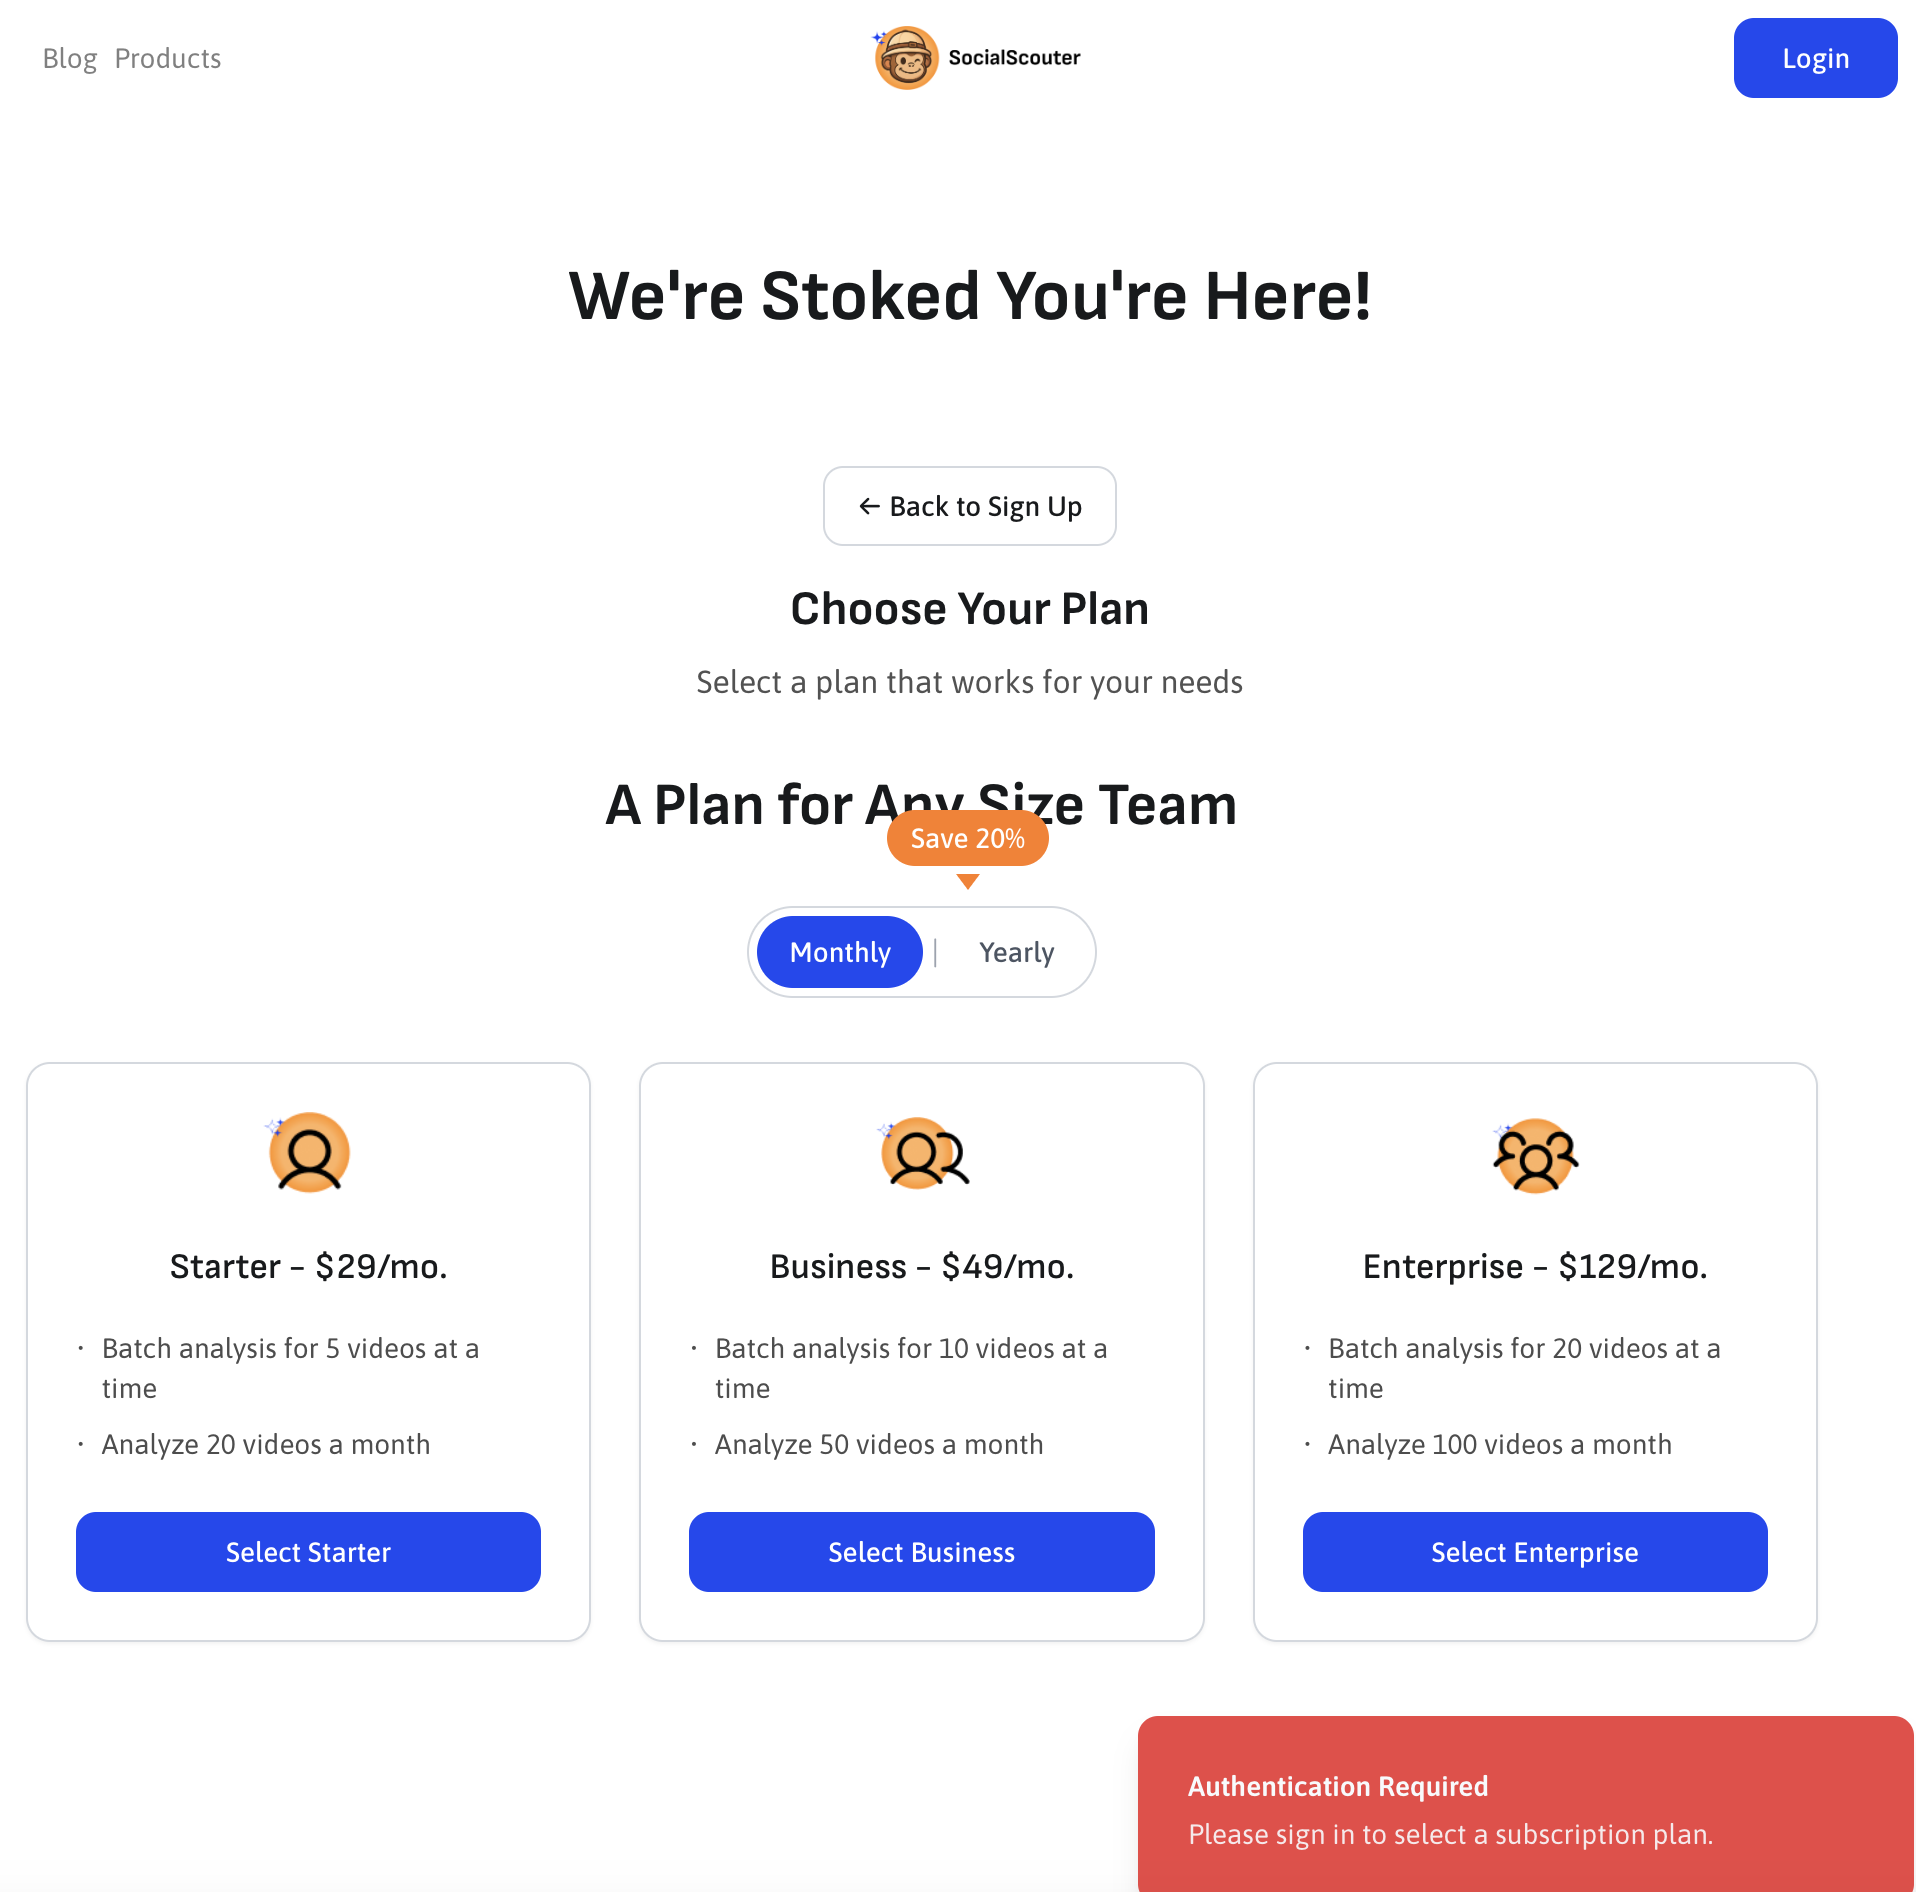 Blog Products
SocialScouter
Login
We're Stoked You're Here!
← Back to Sign Up
Choose Your Plan
Select a plan that works for your needs
A Plan for Any Size Team
Save 20%
Monthly | Yearly
Starter - $29/mo.
· Batch analysis for 5 videos at a
time
· Analyze 20 videos a month
Select Starter
Business - $49/mo.
· Batch analysis for 10 videos at a
time
· Analyze 50 videos a month
Select Business
Enterprise - $129/mo.
· Batch analysis for 20 videos at a
time
· Analyze 100 videos a month
Select Enterprise
Authentication Required
Please sign in to select a subscription plan.